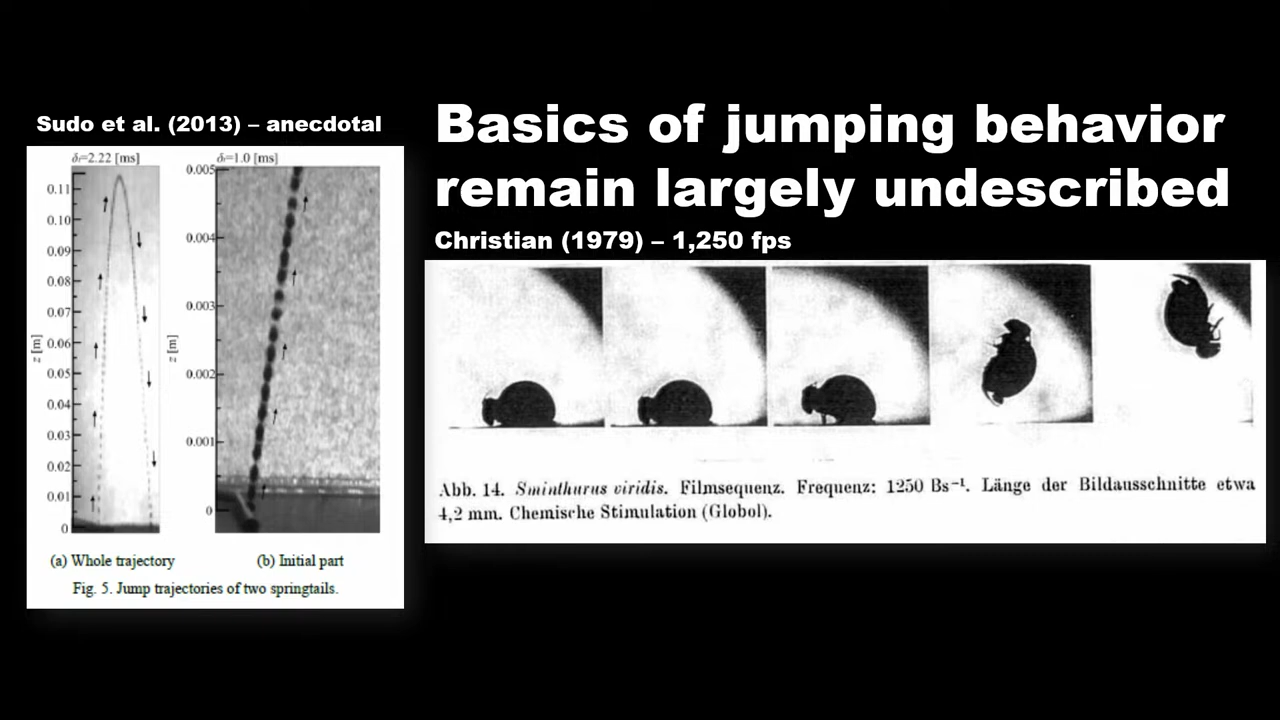 Sudo et al. (2013) – anecdotal
δₜ=2.22 [ms]
0.11
0.10
0.09
0.08
0.07
0.06
0.05
0.04
0.03
0.02
0.01
0
z [m]
(a) Whole trajectory
δₜ=1.0 [ms]
0.005
0.004
0.003
0.002
0.001
0
z [m]
(b) Initial part
Fig. 5. Jump trajectories of two springtails.
Basics of jumping behavior
remain largely undescribed
Christian (1979) – 1,250 fps
Abb. 14. Sminthurus viridis. Filmsequenz. Frequenz: 1250 Bs⁻¹. Länge der Bildausschnitte etwa
4,2 mm. Chemische Stimulation (Globol).